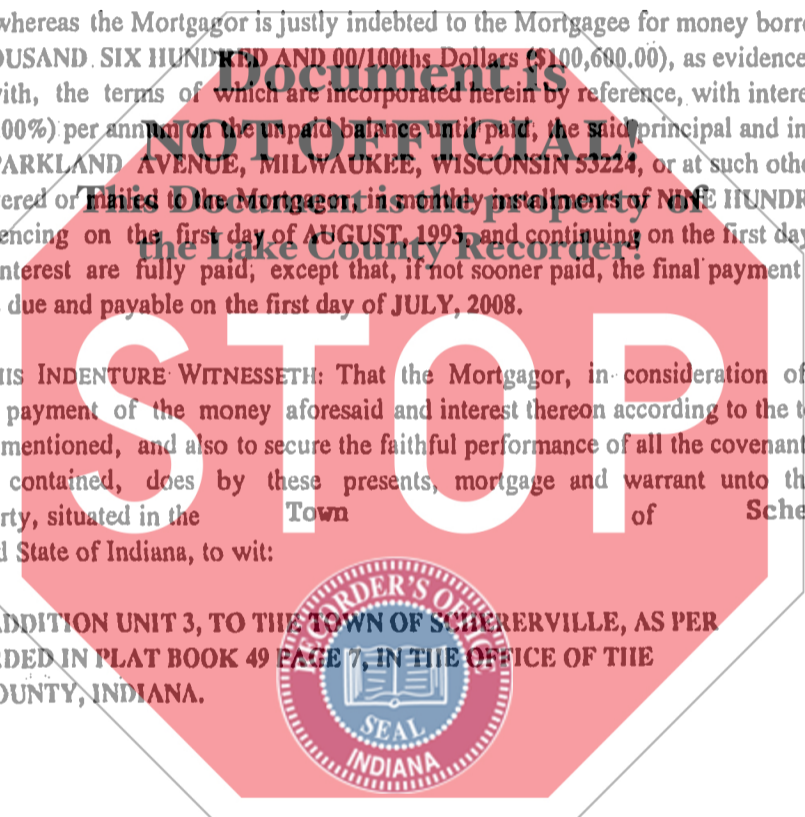 whereas the Mortgagor is justly indebted to the Mortgagee for money
OUSAND SIX HUNDRED AND 00/100ths Dollars ($100,600.00), as
with, the terms of which are incorporated herein by reference, with
00%) per annum on the unpaid balance until paid, the said principal and
PARKLAND AVENUE, MILWAUKEE, WISCONSIN 53224, or at such
ered or mailed to the Mortgagor, in monthly installments of NINE HUNDR
encing on the first day of AUGUST, 1993, and continuing on the first day
nterest are fully paid; except that, if not sooner paid, the final payment
due and payable on the first day of JULY, 2008.
Document is
NOT OFFICIAL!
This Document is the property of
the Lake County Recorder!
STOP
HIS INDENTURE WITNESSETH: That the Mortgagor, in consideration of
payment of the money aforesaid and interest thereon according to the
mentioned, and also to secure the faithful performance of all the covenant
contained, does by these presents, mortgage and warrant unto
rty, situated in the Town of Sche
State of Indiana, to wit:
ADDITION UNIT 3, TO THE TOWN OF SCHERERVILLE, AS PER
RDED IN PLAT BOOK 49 PAGE 7, IN THE OFFICE OF THE
OUNTY, INDIANA.
RECORDER'S OFFICE
SEAL
INDIANA